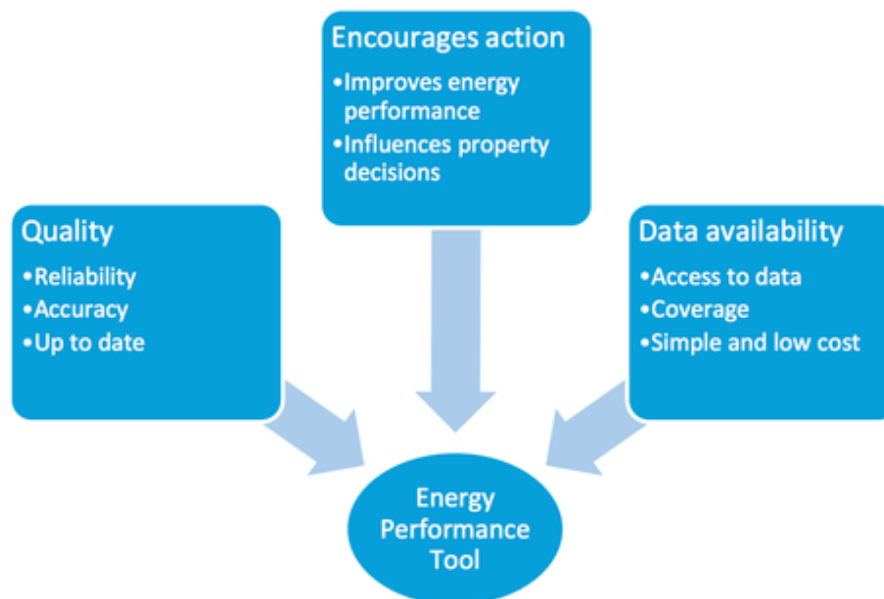 Encourages action
•Improves energy
performance
•Influences property
decisions
Quality
•Reliability
•Accuracy
•Up to date
Data availability
•Access to data
•Coverage
•Simple and low cost
Energy
Performance
Tool